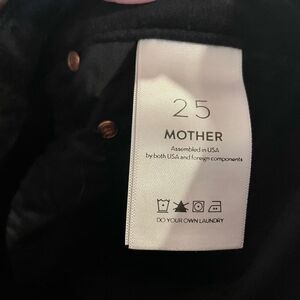 25
MOTHER
Assembled in USA
by both USA and foreign components
DO YOUR OWN LAUNDRY